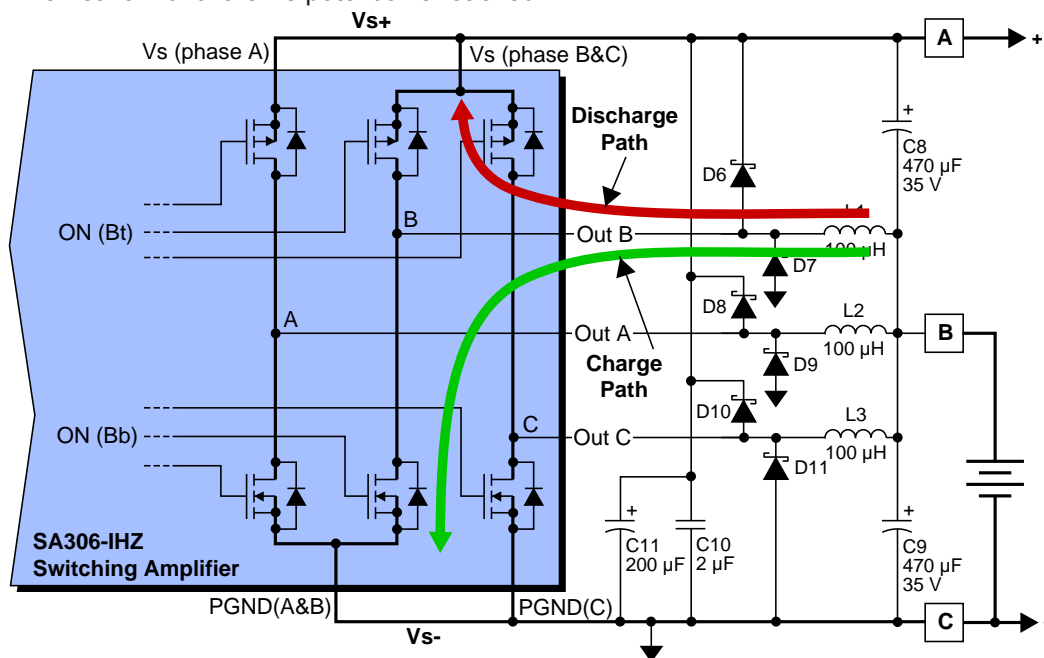 Vs+
A
+
Vs (phase A)
Vs (phase B&C)
Discharge
Path
+
C8
470 µF
35 V
D6
L1
100 µH
B
Out B
ON (Bt)
D7
D8
L2
100 µH
A
Out A
B
D9
Charge
Path
D10
L3
100 µH
C
Out C
ON (Bb)
D11
SA306-IHZ
Switching Amplifier
+
C11
200 µF
C10
2 µF
+
C9
470 µF
35 V
PGND(A&B)
PGND(C)
Vs-
C